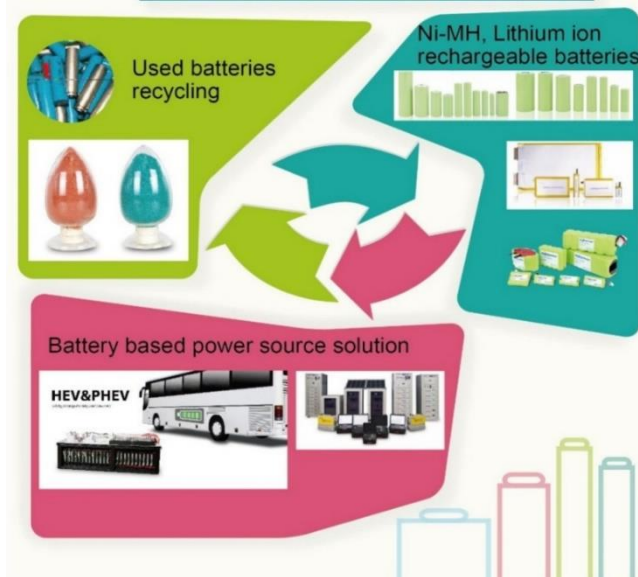 Used batteries
recycling
Ni-MH, Lithium ion
rechargeable batteries
Battery based power source solution
HEV&PHEV